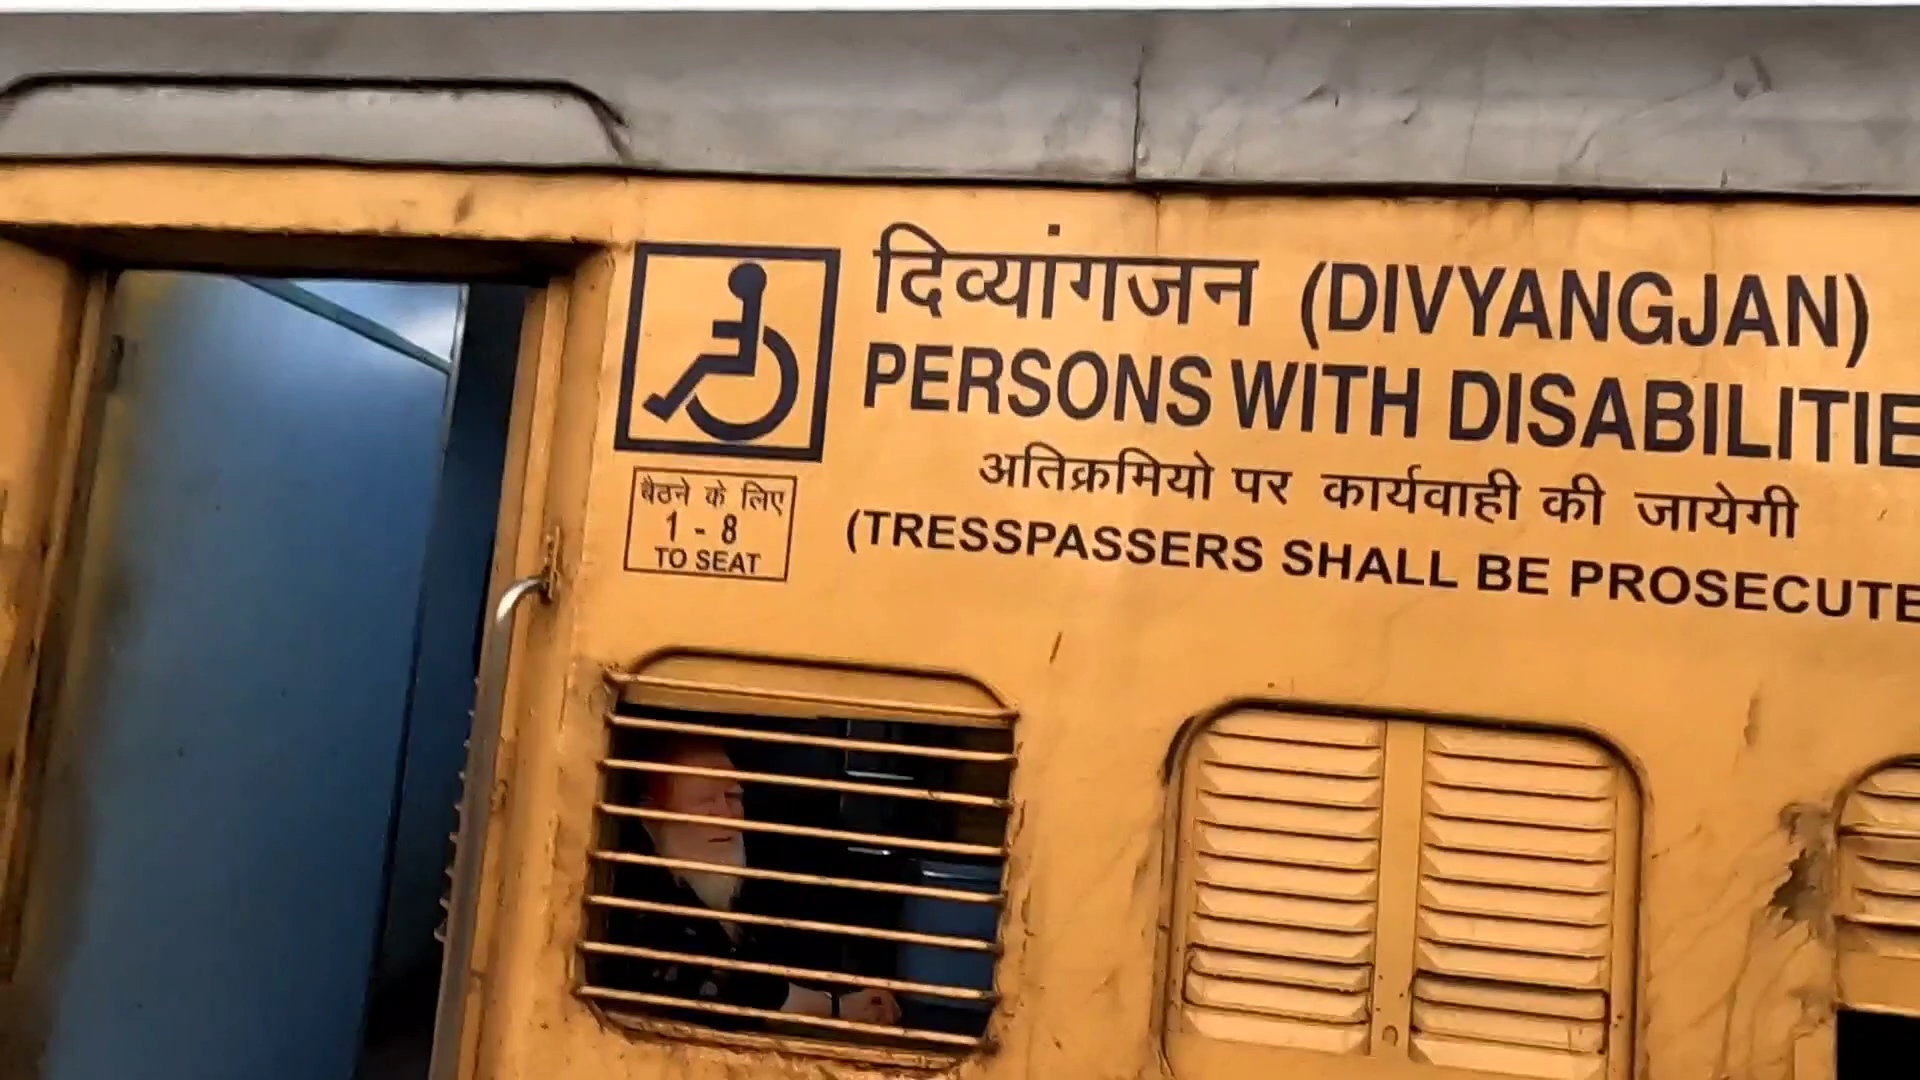 दिव्यांगजन (DIVYANGJAN)
PERSONS WITH DISABILITIE
अतिक्रमियो पर कार्यवाही की जायेगी
(TRESSPASSERS SHALL BE PROSECUTE
बैठने के लिए
1 - 8
TO SEAT